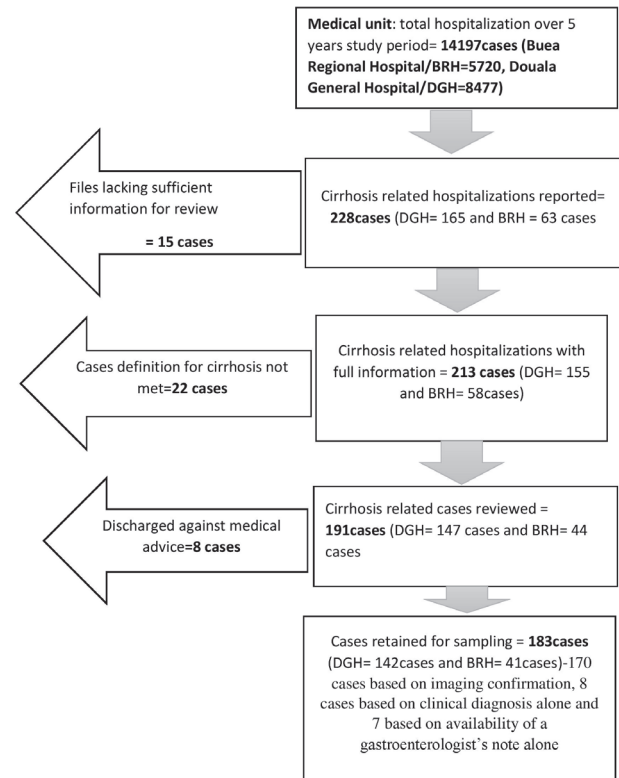 Medical unit: total hospitalization over 5
years study period= 14197cases (Buea
Regional Hospital/BRH=5720, Douala
General Hospital/DGH=8477)
Files lacking sufficient
information for review
= 15 cases
Cirrhosis related hospitalizations reported=
228cases (DGH= 165 and BRH = 63 cases
Cases definition for cirrhosis not
met=22 cases
Cirrhosis related hospitalizations with
full information = 213 cases (DGH= 155
and BRH= 58cases)
Discharged against medical
advice=8 cases
Cirrhosis related cases reviewed =
191cases (DGH= 147 cases and BRH= 44
cases
Cases retained for sampling = 183cases
(DGH= 142cases and BRH= 41cases)-170
cases based on imaging confirmation, 8
cases based on clinical diagnosis alone and
7 based on availability of a
gastroenterologist’s note alone